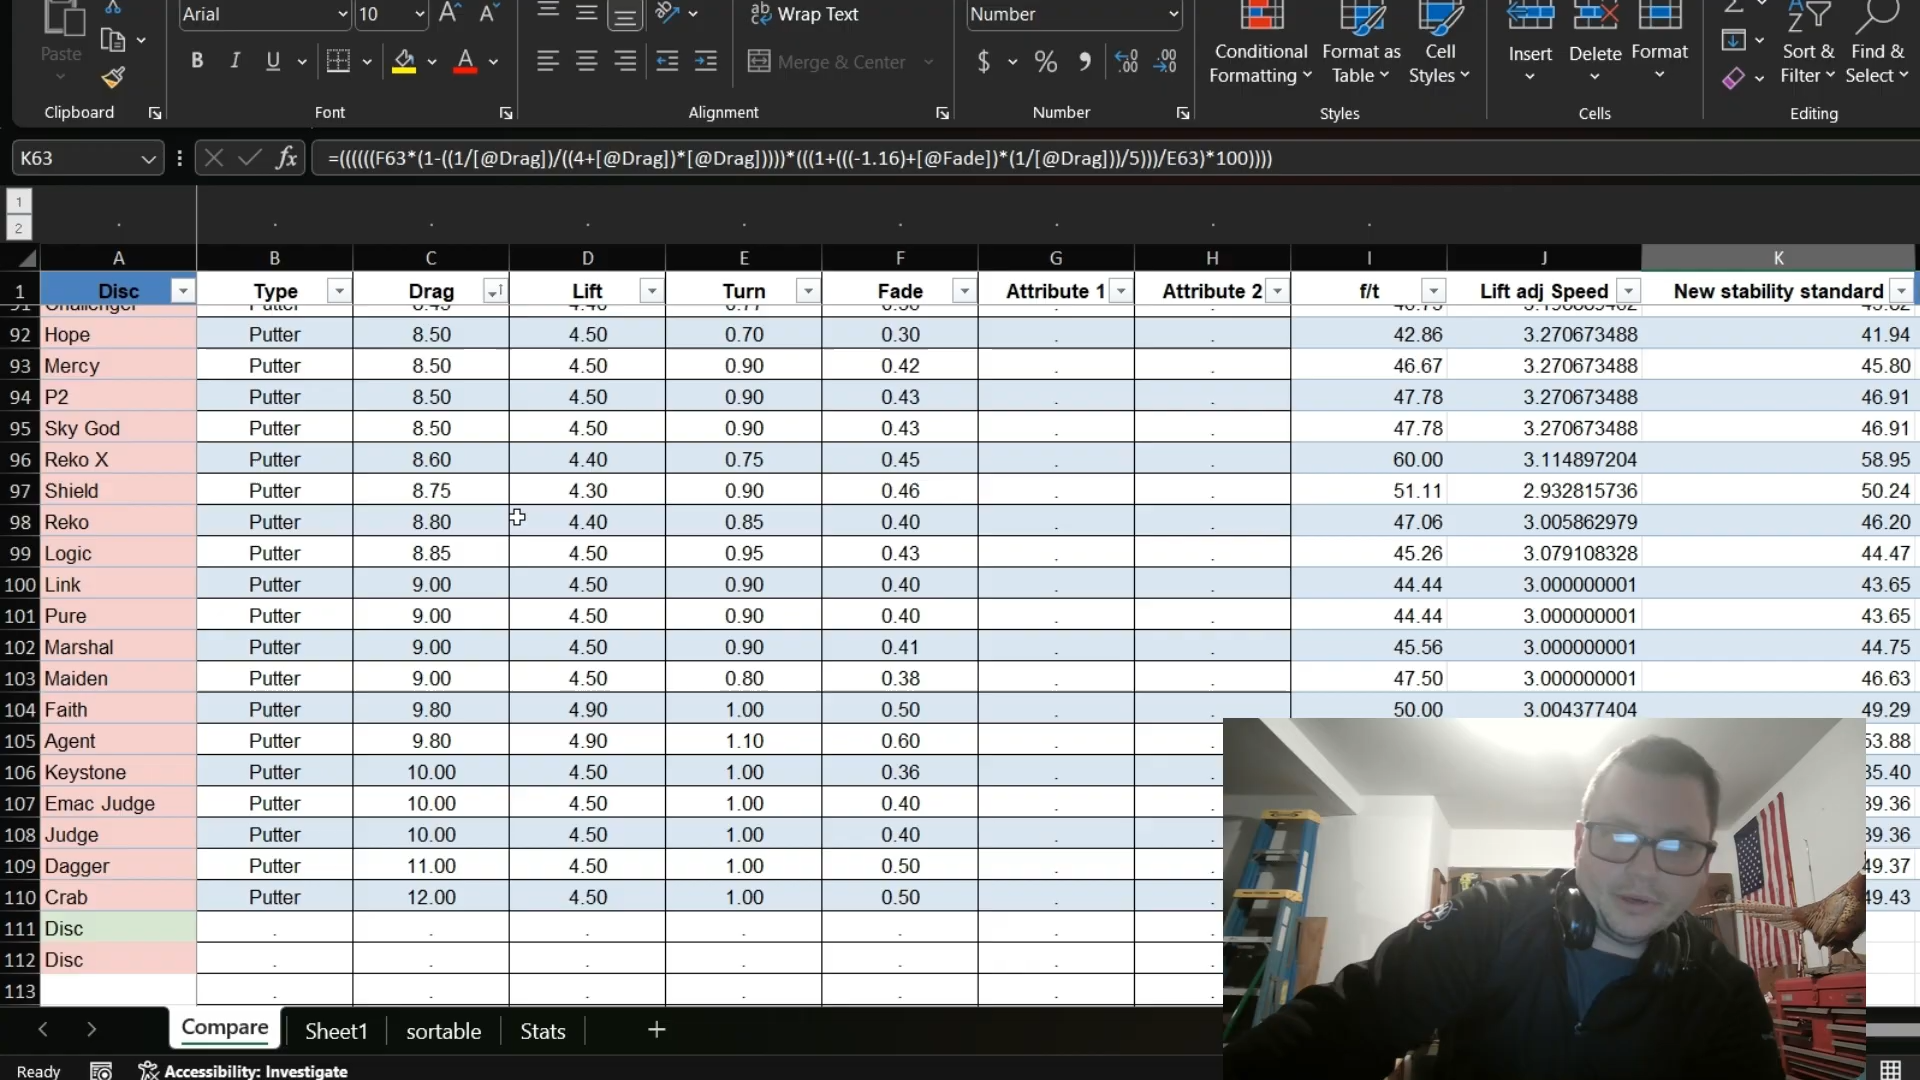 Arial 10 Wrap Text Number
Paste B I U A Merge & Center $ % Conditional Formatting Format as Table Cell Styles Insert Delete Format Sort & Filter Find & Select
Clipboard Font Alignment Number Styles Cells Editing
K63 fx =((((((F63*(1-((1/[@Drag])/((4+[@Drag])*[@Drag]))))*(((1+(((-1.16)+[@Fade])*(1/[@Drag]))/5)))/E63)*100))))
1
2
A B C D E F G H I J K
1 Disc Type Drag Lift Turn Fade Attribute 1 Attribute 2 f/t Lift adj Speed New stability standard
92 Hope Putter 8.50 4.50 0.70 0.30 . . 42.86 3.270673488 41.94
93 Mercy Putter 8.50 4.50 0.90 0.42 . . 46.67 3.270673488 45.80
94 P2 Putter 8.50 4.50 0.90 0.43 . . 47.78 3.270673488 46.91
95 Sky God Putter 8.50 4.50 0.90 0.43 . . 47.78 3.270673488 46.91
96 Reko X Putter 8.60 4.40 0.75 0.45 . . 60.00 3.114897204 58.95
97 Shield Putter 8.75 4.30 0.90 0.46 . . 51.11 2.932815736 50.24
98 Reko Putter 8.80 4.40 0.85 0.40 . . 47.06 3.005862979 46.20
99 Logic Putter 8.85 4.50 0.95 0.43 . . 45.26 3.079108328 44.47
100 Link Putter 9.00 4.50 0.90 0.40 . . 44.44 3.000000001 43.65
101 Pure Putter 9.00 4.50 0.90 0.40 . . 44.44 3.000000001 43.65
102 Marshal Putter 9.00 4.50 0.90 0.41 . . 45.56 3.000000001 44.75
103 Maiden Putter 9.00 4.50 0.80 0.38 . . 47.50 3.000000001 46.63
104 Faith Putter 9.80 4.90 1.00 0.50 . . 50.00 3.004377404 49.29
105 Agent Putter 9.80 4.90 1.10 0.60 . . 53.88
106 Keystone Putter 10.00 4.50 1.00 0.36 . . 35.40
107 Emac Judge Putter 10.00 4.50 1.00 0.40 . . 39.36
108 Judge Putter 10.00 4.50 1.00 0.40 . . 39.36
109 Dagger Putter 11.00 4.50 1.00 0.50 . . 49.37
110 Crab Putter 12.00 4.50 1.00 0.50 . . 49.43
111 Disc . . . . . . .
112 Disc . . . . . . .
113 . . . . . . .
Compare Sheet1 sortable Stats +
Ready Accessibility: Investigate